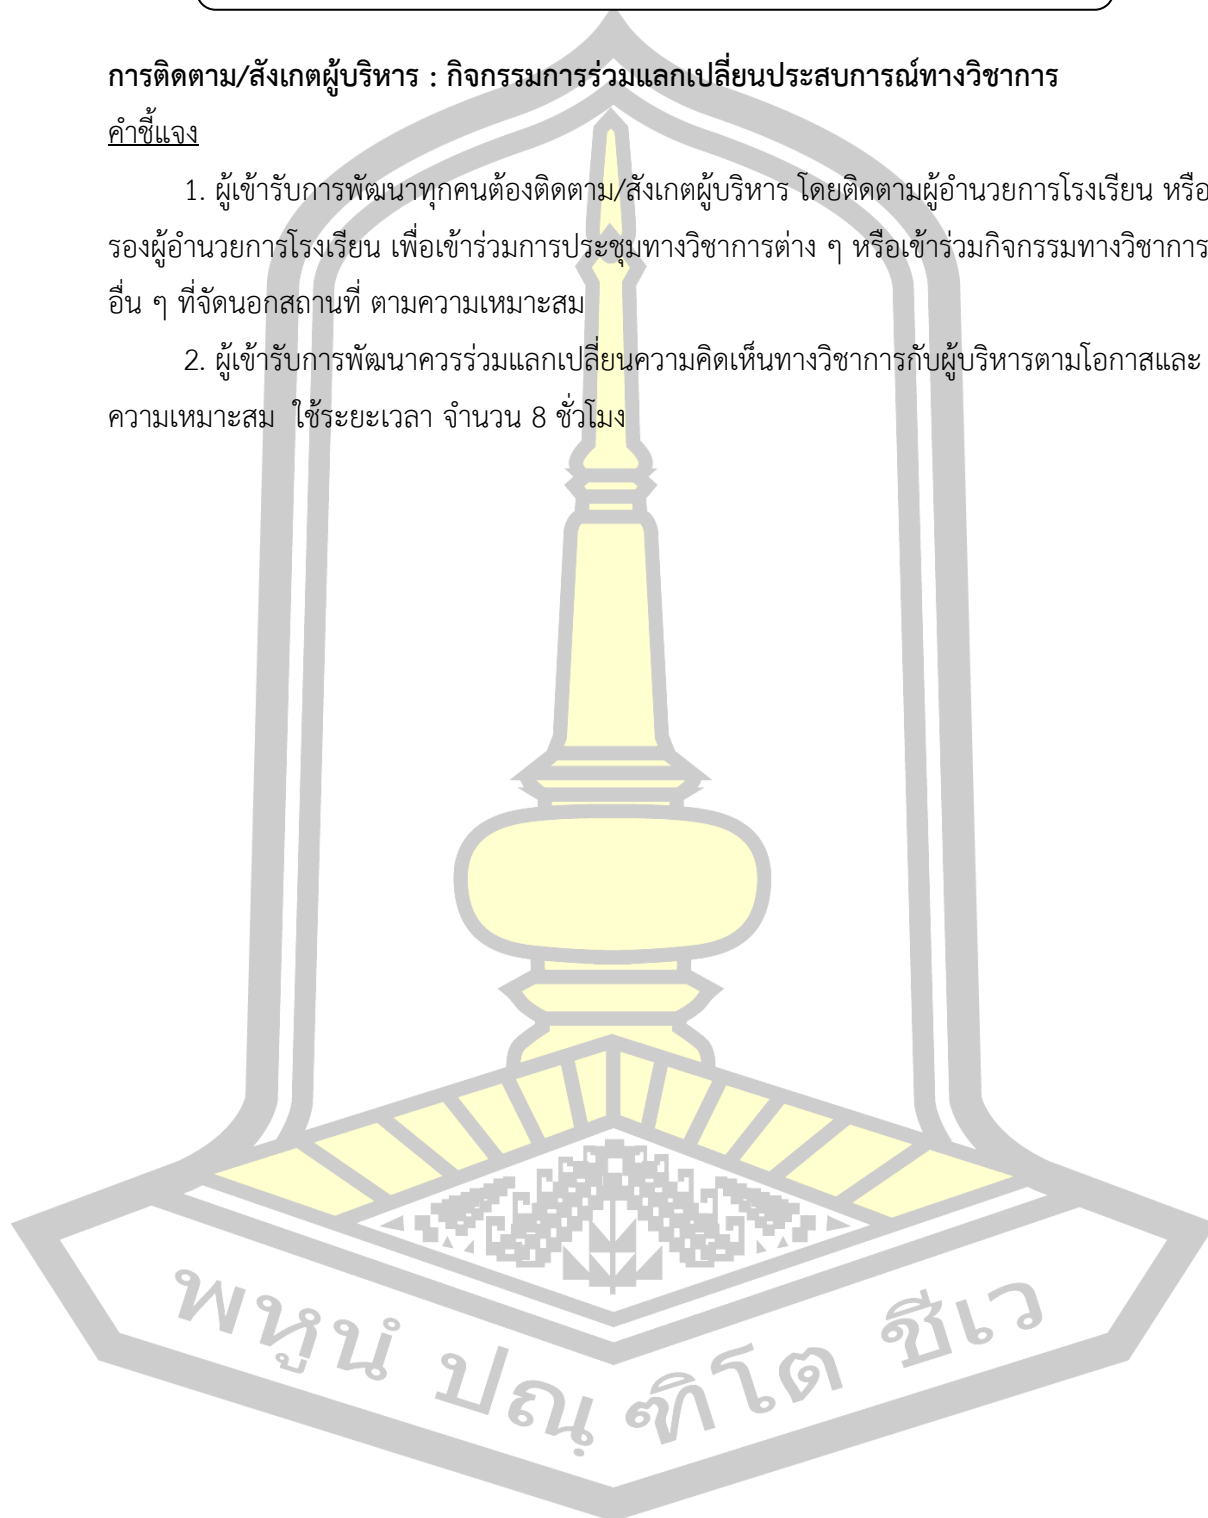 การติดตาม/สังเกตผู้บริหาร : กิจกรรมการร่วมแลกเปลี่ยนประสบการณ์ทางวิชาการ
คำชี้แจง
1. ผู้เข้ารับการพัฒนาทุกคนต้องติดตาม/สังเกตผู้บริหาร โดยติดตามผู้อำนวยการโรงเรียน หรือ
รองผู้อำนวยการโรงเรียน เพื่อเข้าร่วมการประชุมทางวิชาการต่าง ๆ หรือเข้าร่วมกิจกรรมทางวิชาการ
อื่น ๆ ที่จัดนอกสถานที่ ตามความเหมาะสม
2. ผู้เข้ารับการพัฒนาควรร่วมแลกเปลี่ยนความคิดเห็นทางวิชาการกับผู้บริหารตามโอกาสและ
ความเหมาะสม ใช้ระยะเวลา จำนวน 8 ชั่วโมง
พหูนํ ปณฺฑิโต ชีเว